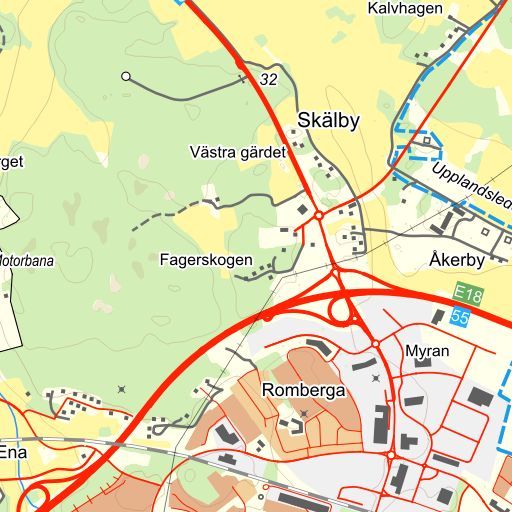 Kalvhagen
32
Skälby
Västra gärdet
rget
Upplandsled
Motorbana
Fagerskogen
Åkerby
E18
55
Myran
Romberga
Ena